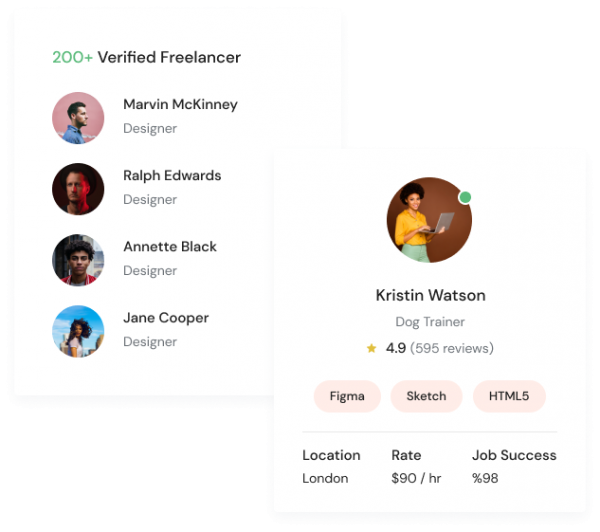 200+ Verified Freelancer
Marvin McKinney
Designer
Ralph Edwards
Designer
Annette Black
Designer
Jane Cooper
Designer
Kristin Watson
Dog Trainer
4.9 (595 reviews)
Figma Sketch HTML5
Location Rate Job Success
London $90 / hr %98